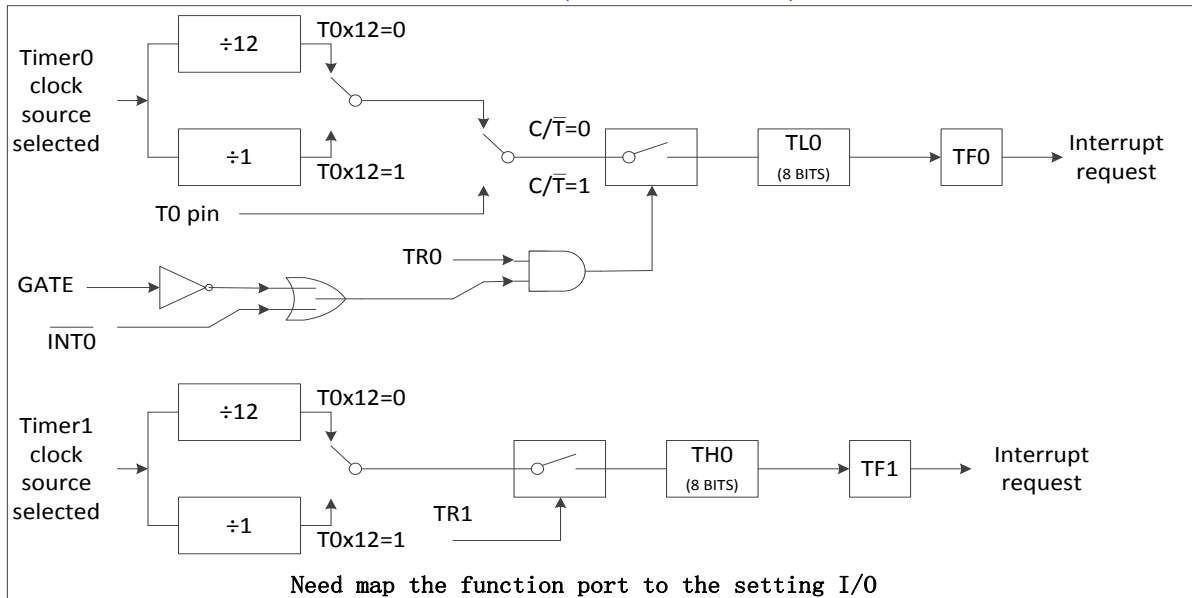 Timer0
clock
source
selected
÷12
T0x12=0
÷1
T0x12=1
T0 pin
C/T̅=0
C/T̅=1
TL0
(8 BITS)
TF0
Interrupt
request
TR0
GATE
I̅N̅T̅0̅
Timer1
clock
source
selected
÷12
T0x12=0
÷1
T0x12=1
TR1
TH0
(8 BITS)
TF1
Interrupt
request
Need map the function port to the setting I/O